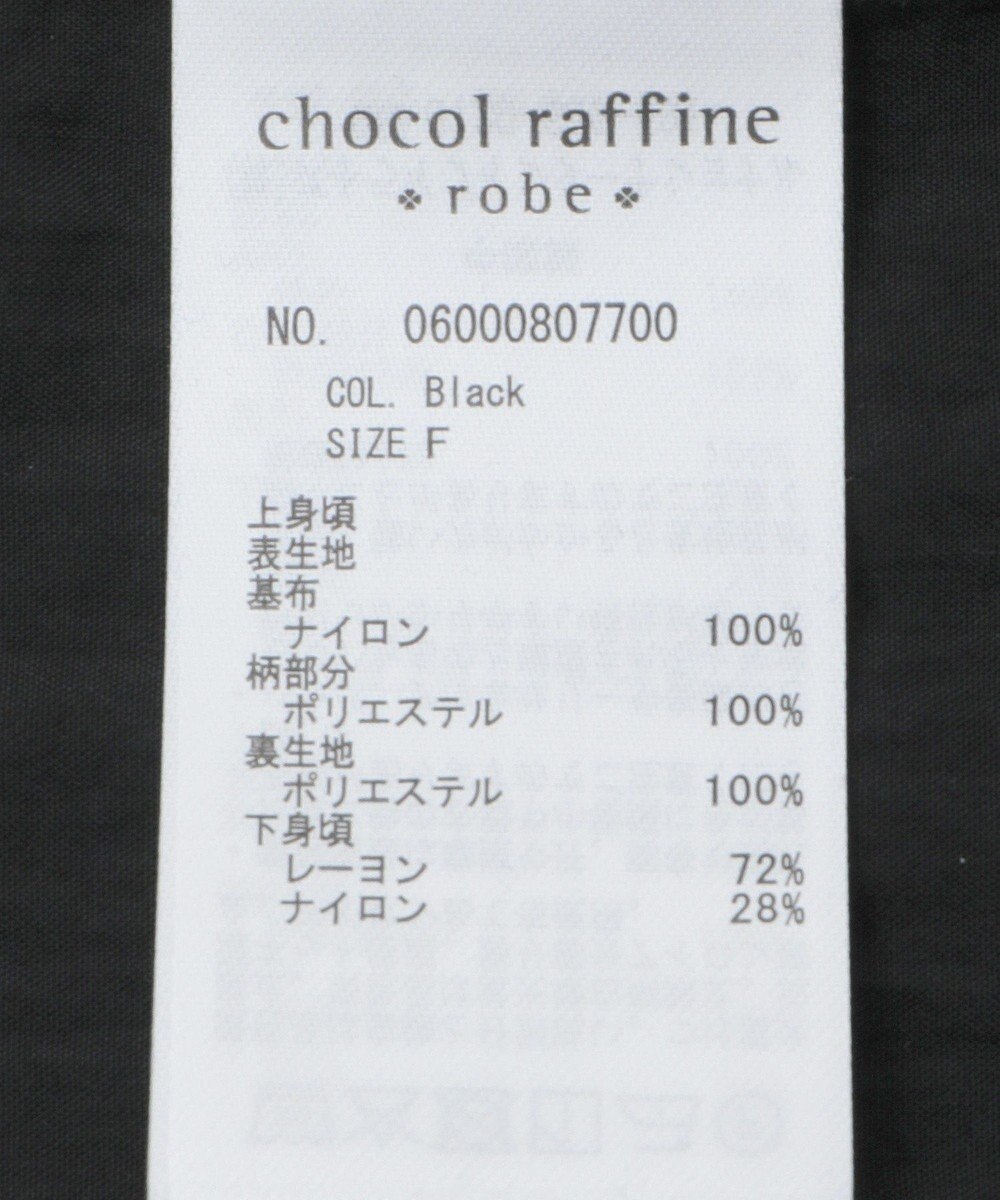 chocol raffine
robe
NO. 06000807700
COL. Black
SIZE F
上身頃
表生地
基布
ナイロン 100%
柄部分
ポリエステル 100%
裏生地
ポリエステル 100%
下身頃
レーヨン 72%
ナイロン 28%